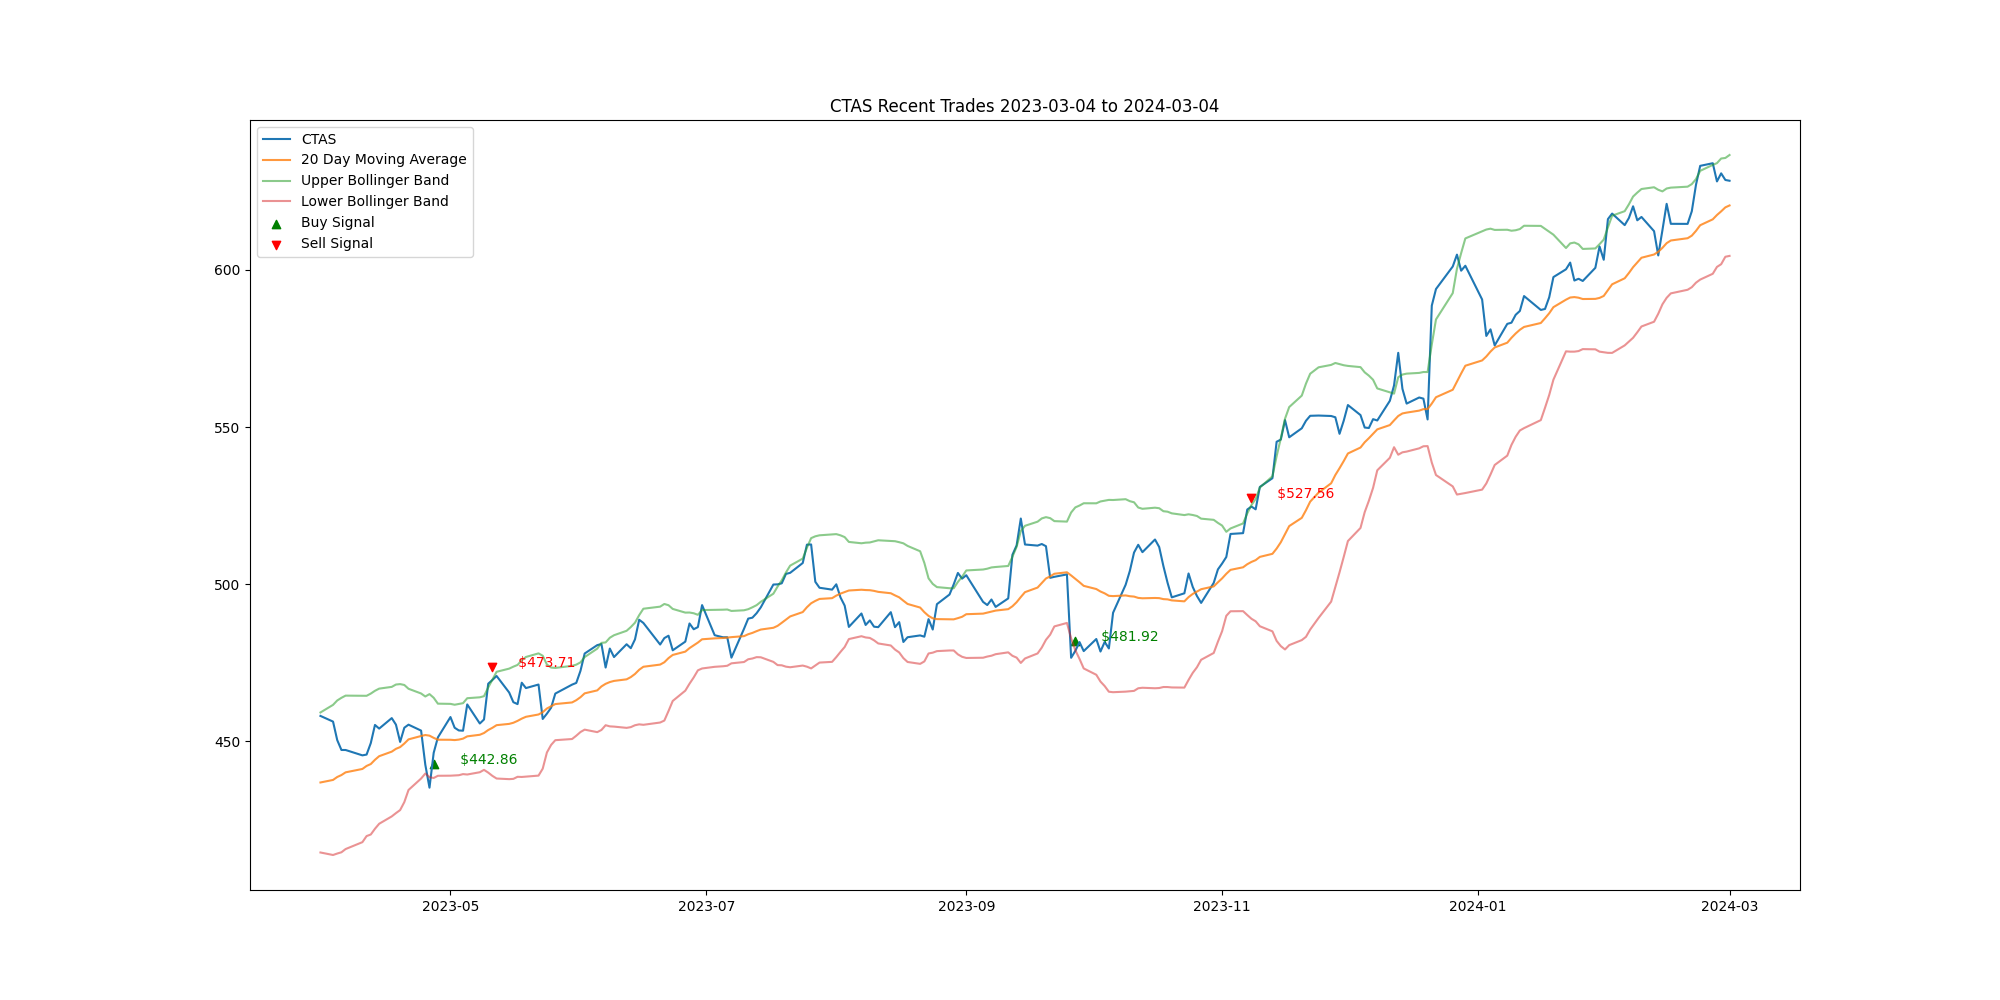 CTAS Recent Trades 2023-03-04 to 2024-03-04
CTAS
20 Day Moving Average
Upper Bollinger Band
Lower Bollinger Band
Buy Signal
Sell Signal
600
550
500
450
$527.56
$481.92
$473.71
$442.86
2023-05
2023-07
2023-09
2023-11
2024-01
2024-03